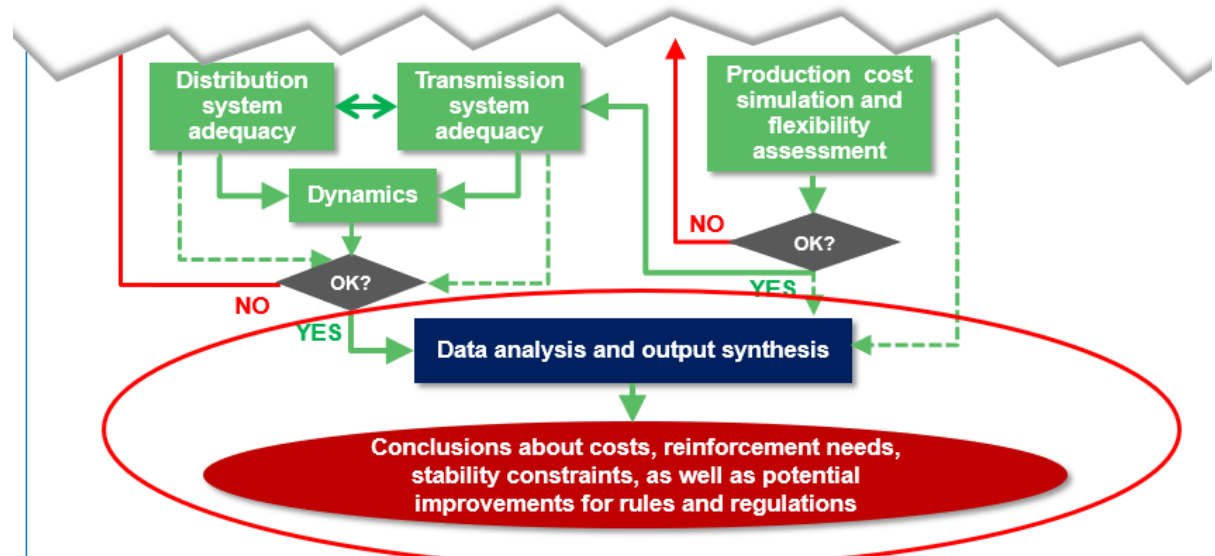 Distribution
system
adequacy
Transmission
system
adequacy
Production cost
simulation and
flexibility
assessment
Dynamics
NO
OK?
OK?
NO
YES
YES
Data analysis and output synthesis
Conclusions about costs, reinforcement needs,
stability constraints, as well as potential
improvements for rules and regulations